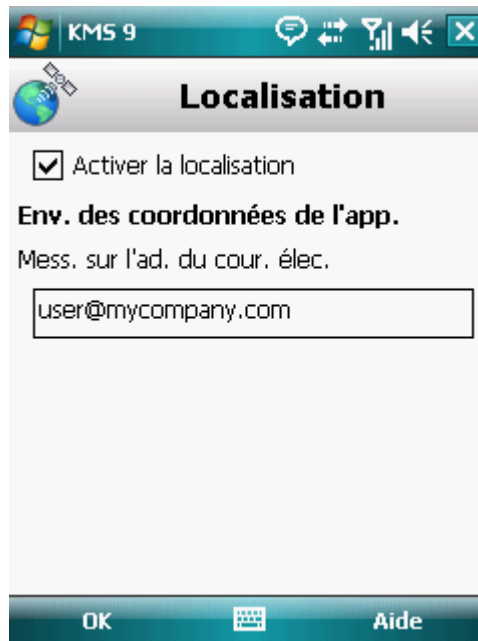 KMS 9
Localisation
Activer la localisation
Env. des coordonnées de l'app.
Mess. sur l'ad. du cour. élec.
user@mycompany.com
OK
Aide